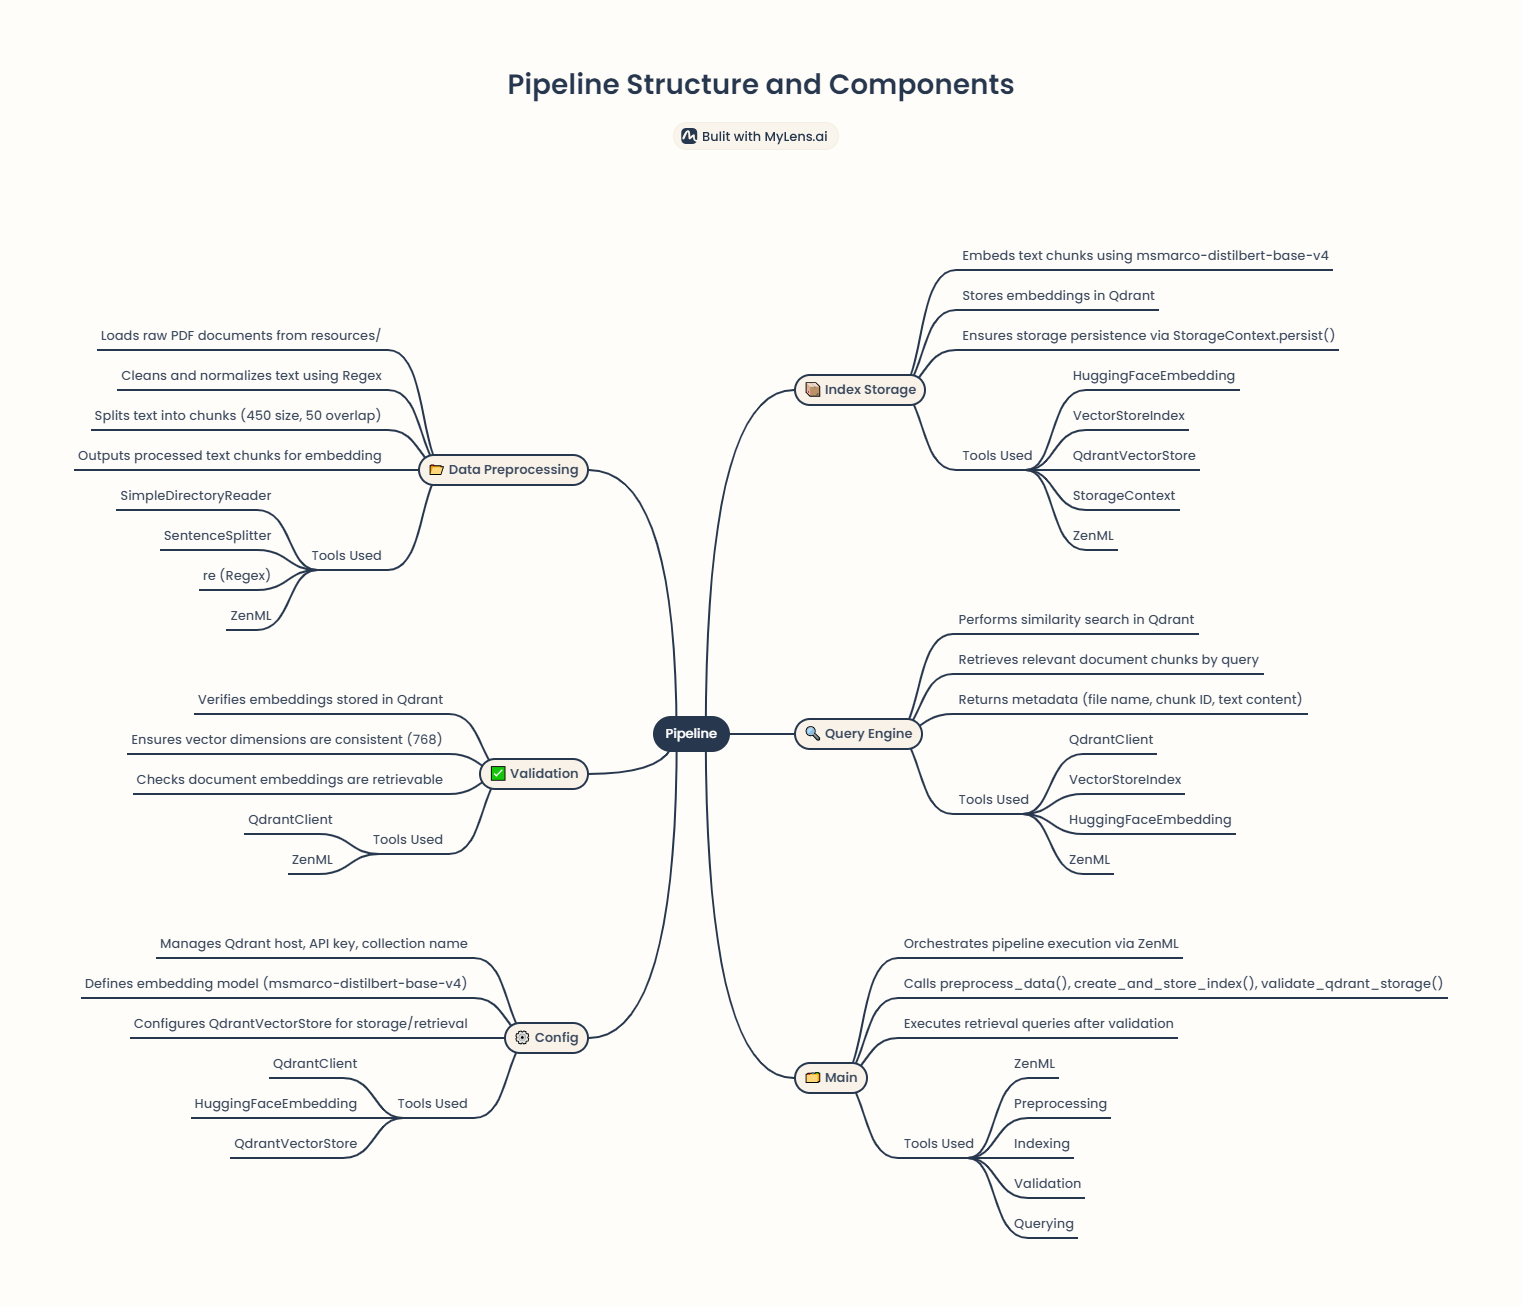 Pipeline Structure and Components
Bulit with MyLens.ai
Loads raw PDF documents from resources/
Cleans and normalizes text using Regex
Splits text into chunks (450 size, 50 overlap)
Outputs processed text chunks for embedding
Data Preprocessing
SimpleDirectoryReader
SentenceSplitter
Tools Used
re (Regex)
ZenML
Verifies embeddings stored in Qdrant
Ensures vector dimensions are consistent (768)
Validation
Checks document embeddings are retrievable
QdrantClient
Tools Used
ZenML
Manages Qdrant host, API key, collection name
Defines embedding model (msmarco-distilbert-base-v4)
Configures QdrantVectorStore for storage/retrieval
Config
QdrantClient
HuggingFaceEmbedding
Tools Used
QdrantVectorStore
Pipeline
Embeds text chunks using msmarco-distilbert-base-v4
Stores embeddings in Qdrant
Ensures storage persistence via StorageContext.persist()
Index Storage
HuggingFaceEmbedding
VectorStoreIndex
Tools Used
QdrantVectorStore
StorageContext
ZenML
Performs similarity search in Qdrant
Retrieves relevant document chunks by query
Returns metadata (file name, chunk ID, text content)
Query Engine
QdrantClient
VectorStoreIndex
Tools Used
HuggingFaceEmbedding
ZenML
Orchestrates pipeline execution via ZenML
Calls preprocess_data(), create_and_store_index(), validate_qdrant_storage()
Executes retrieval queries after validation
Main
ZenML
Preprocessing
Tools Used
Indexing
Validation
Querying